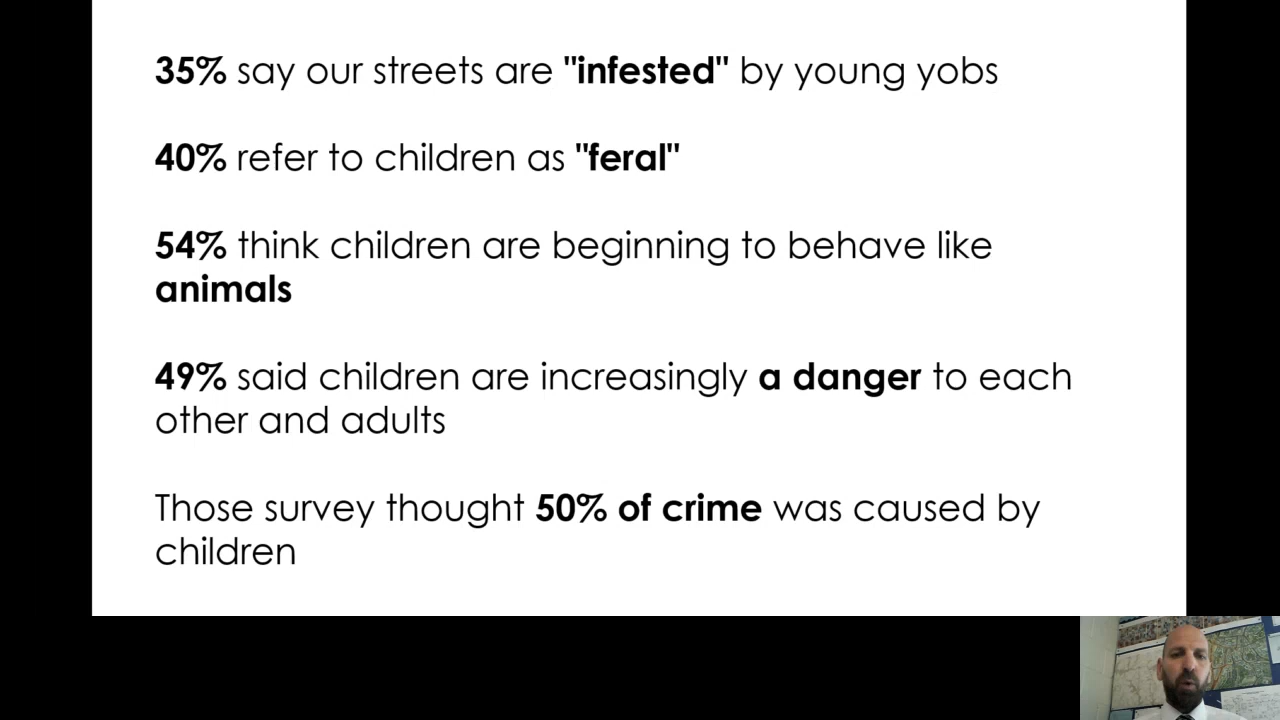 35% say our streets are "infested" by young yobs
40% refer to children as "feral"
54% think children are beginning to behave like
animals
49% said children are increasingly a danger to each
other and adults
Those survey thought 50% of crime was caused by
children